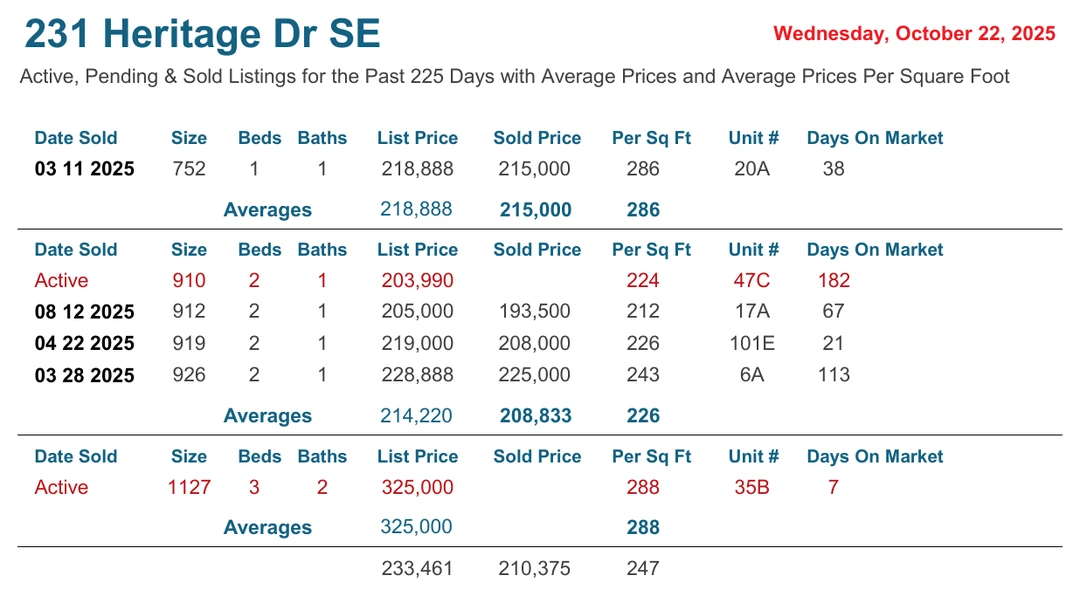 231 Heritage Dr SE
Wednesday, October 22, 2025
Active, Pending & Sold Listings for the Past 225 Days with Average Prices and Average Prices Per Square Foot
Date Sold Size Beds Baths List Price Sold Price Per Sq Ft Unit # Days On Market
03 11 2025 752 1 1 218,888 215,000 286 20A 38
Averages 218,888 215,000 286
Date Sold Size Beds Baths List Price Sold Price Per Sq Ft Unit # Days On Market
Active 910 2 1 203,990 224 47C 182
08 12 2025 912 2 1 205,000 193,500 212 17A 67
04 22 2025 919 2 1 219,000 208,000 226 101E 21
03 28 2025 926 2 1 228,888 225,000 243 6A 113
Averages 214,220 208,833 226
Date Sold Size Beds Baths List Price Sold Price Per Sq Ft Unit # Days On Market
Active 1127 3 2 325,000 288 35B 7
Averages 325,000 288
233,461 210,375 247